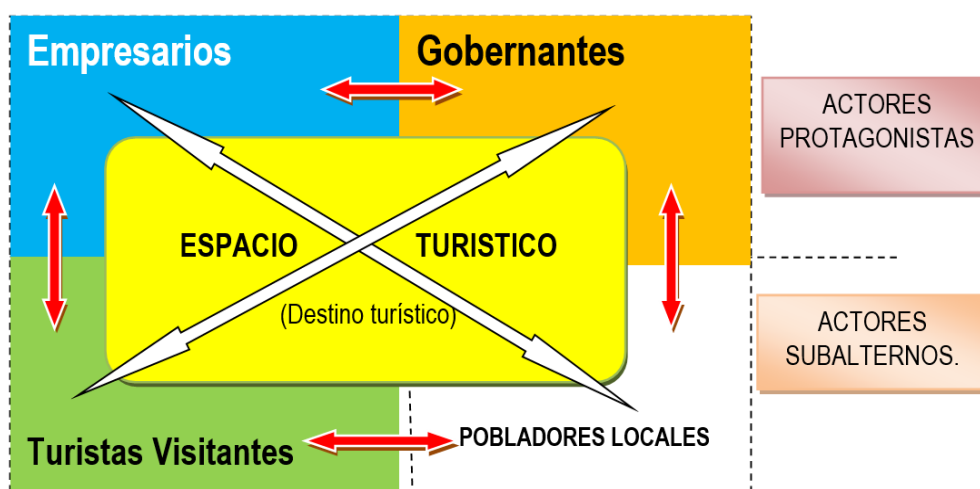 Empresarios
Gobernantes
ACTORES
PROTAGONISTAS
ESPACIO TURISTICO
(Destino turístico)
ACTORES
SUBALTERNOS.
Turistas Visitantes
POBLADORES LOCALES